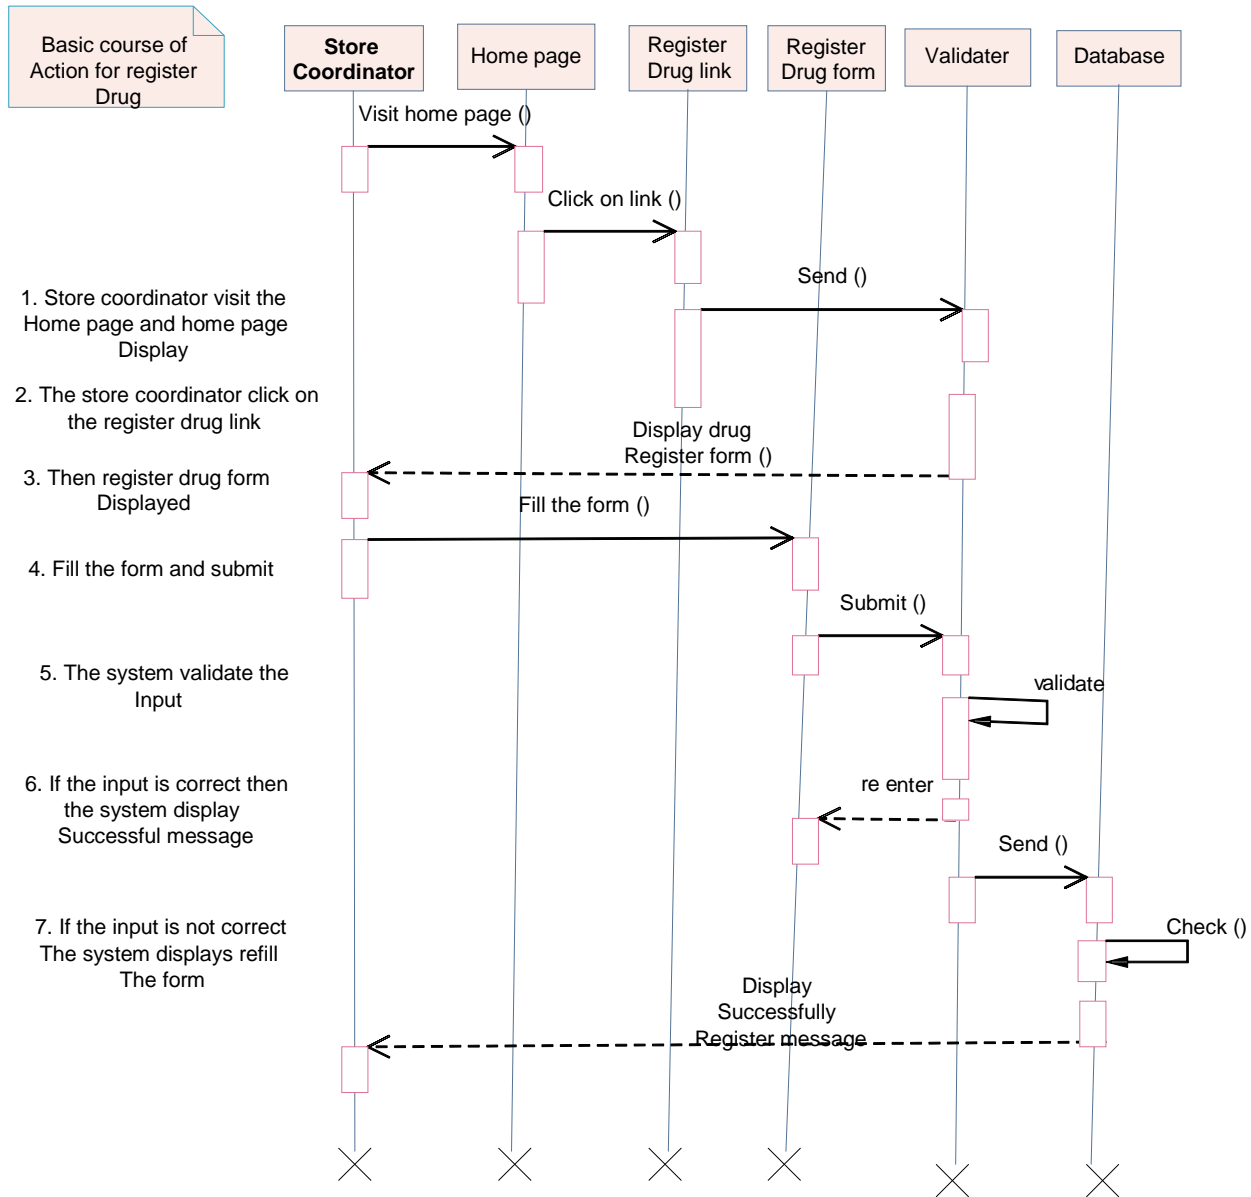 Basic course of
Action for register
Drug
Store
Coordinator
Home page
Register
Drug link
Register
Drug form
Validater
Database
Visit home page ()
Click on link ()
Send ()
1. Store coordinator visit the
Home page and home page
Display
2. The store coordinator click on
the register drug link
Display drug
Register form ()
3. Then register drug form
Displayed
Fill the form ()
4. Fill the form and submit
Submit ()
5. The system validate the
Input
validate
6. If the input is correct then
the system display
Successful message
re enter
Send ()
7. If the input is not correct
The system displays refill
The form
Check ()
Display
Successfully
Register message